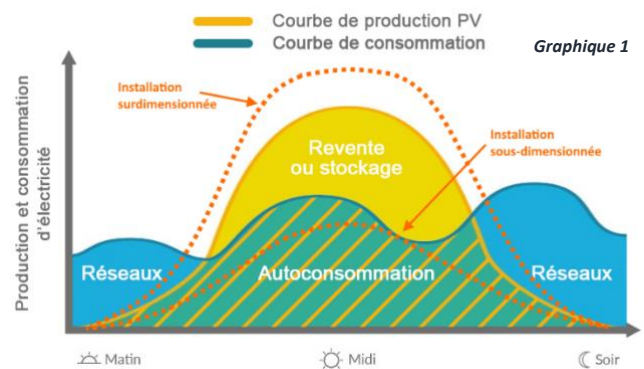 Courbe de production PV
Courbe de consommation
Graphique 1
Installation
surdimensionnée
Installation
sous-dimensionnée
Revente
ou stockage
Réseaux
Autoconsommation
Réseaux
Production et consommation
d'électricité
Matin
Midi
Soir